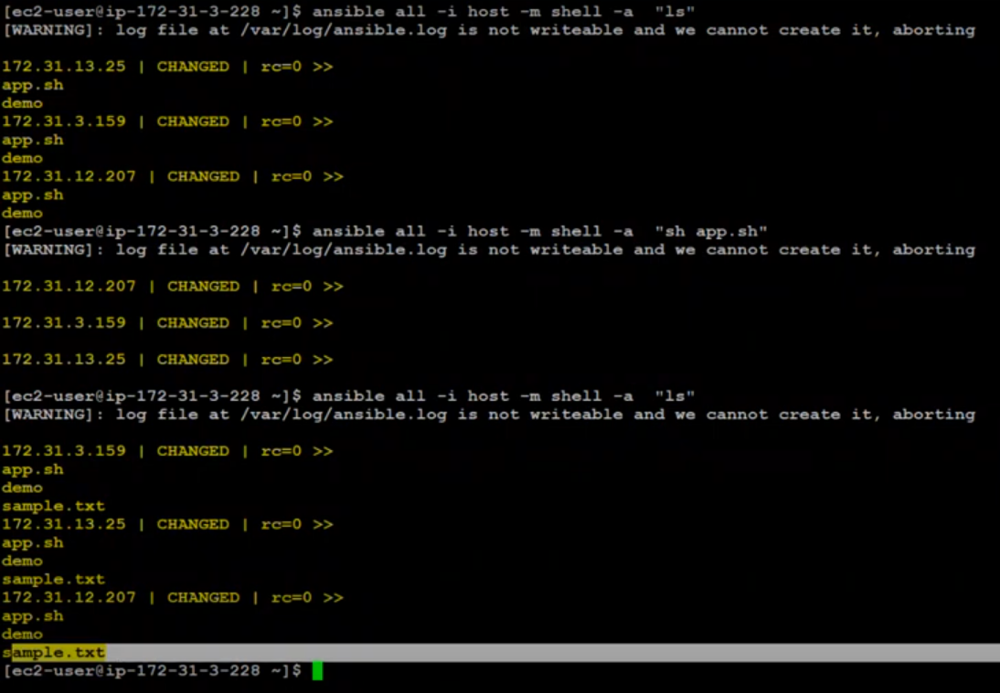 [ec2-user@ip-172-31-3-228 ~]$ ansible all -i host -m shell -a  "ls"
[WARNING]: log file at /var/log/ansible.log is not writeable and we cannot create it, aborting
172.31.13.25 | CHANGED | rc=0 >>
app.sh
demo
172.31.3.159 | CHANGED | rc=0 >>
app.sh
demo
172.31.12.207 | CHANGED | rc=0 >>
app.sh
demo
[ec2-user@ip-172-31-3-228 ~]$ ansible all -i host -m shell -a  "sh app.sh"
[WARNING]: log file at /var/log/ansible.log is not writeable and we cannot create it, aborting
172.31.12.207 | CHANGED | rc=0 >>
172.31.3.159 | CHANGED | rc=0 >>
172.31.13.25 | CHANGED | rc=0 >>
[ec2-user@ip-172-31-3-228 ~]$ ansible all -i host -m shell -a  "ls"
[WARNING]: log file at /var/log/ansible.log is not writeable and we cannot create it, aborting
172.31.3.159 | CHANGED | rc=0 >>
app.sh
demo
sample.txt
172.31.13.25 | CHANGED | rc=0 >>
app.sh
demo
sample.txt
172.31.12.207 | CHANGED | rc=0 >>
app.sh
demo
sample.txt
[ec2-user@ip-172-31-3-228 ~]$